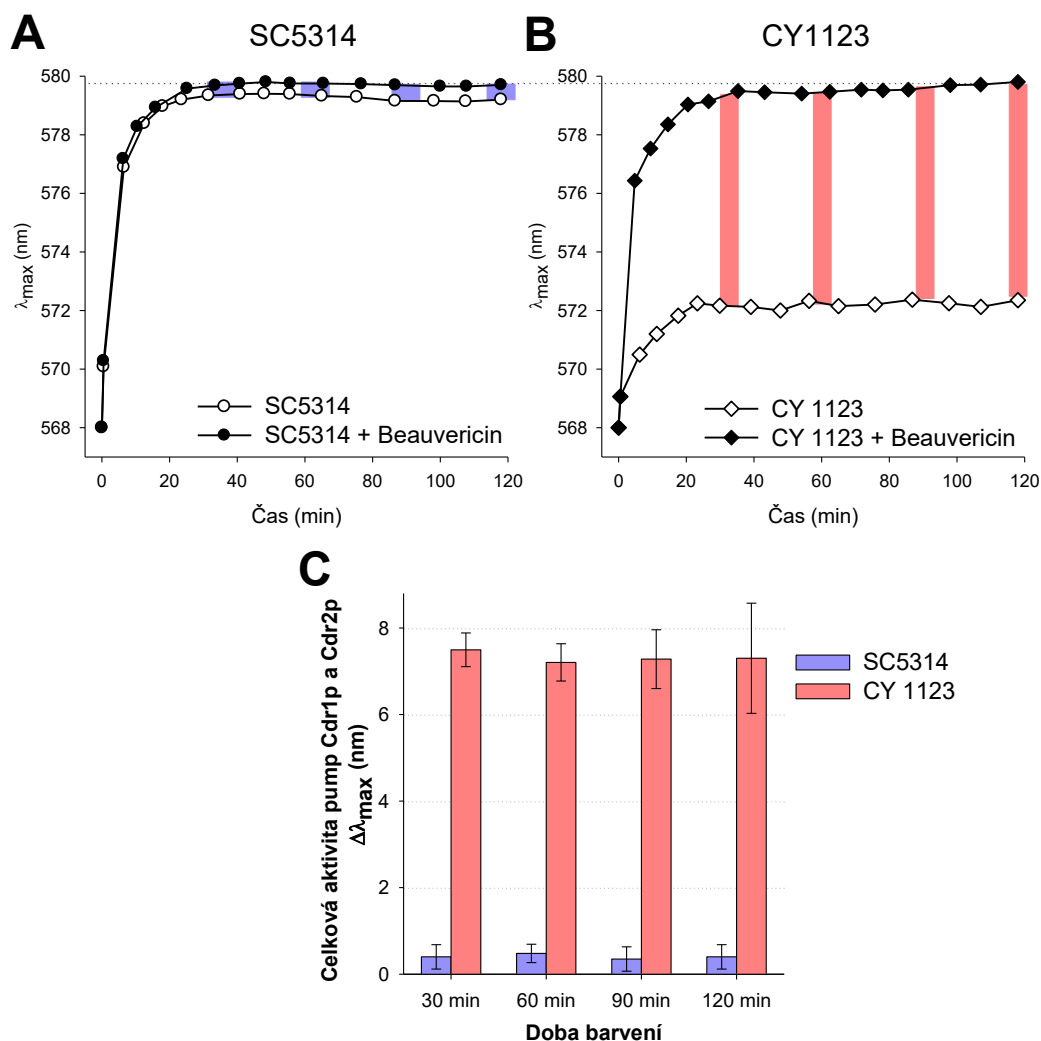 A
SC5314
580
578
576
574
572
570
568
λmax (nm)
0 20 40 60 80 100 120
Čas (min)
SC5314
SC5314 + Beauvericin
B
CY1123
580
578
576
574
572
570
568
λmax (nm)
0 20 40 60 80 100 120
Čas (min)
CY 1123
CY 1123 + Beauvericin
C
Celková aktivita pump Cdr1p a Cdr2p
Δλmax (nm)
8
6
4
2
0
30 min 60 min 90 min 120 min
Doba barvení
SC5314
CY 1123